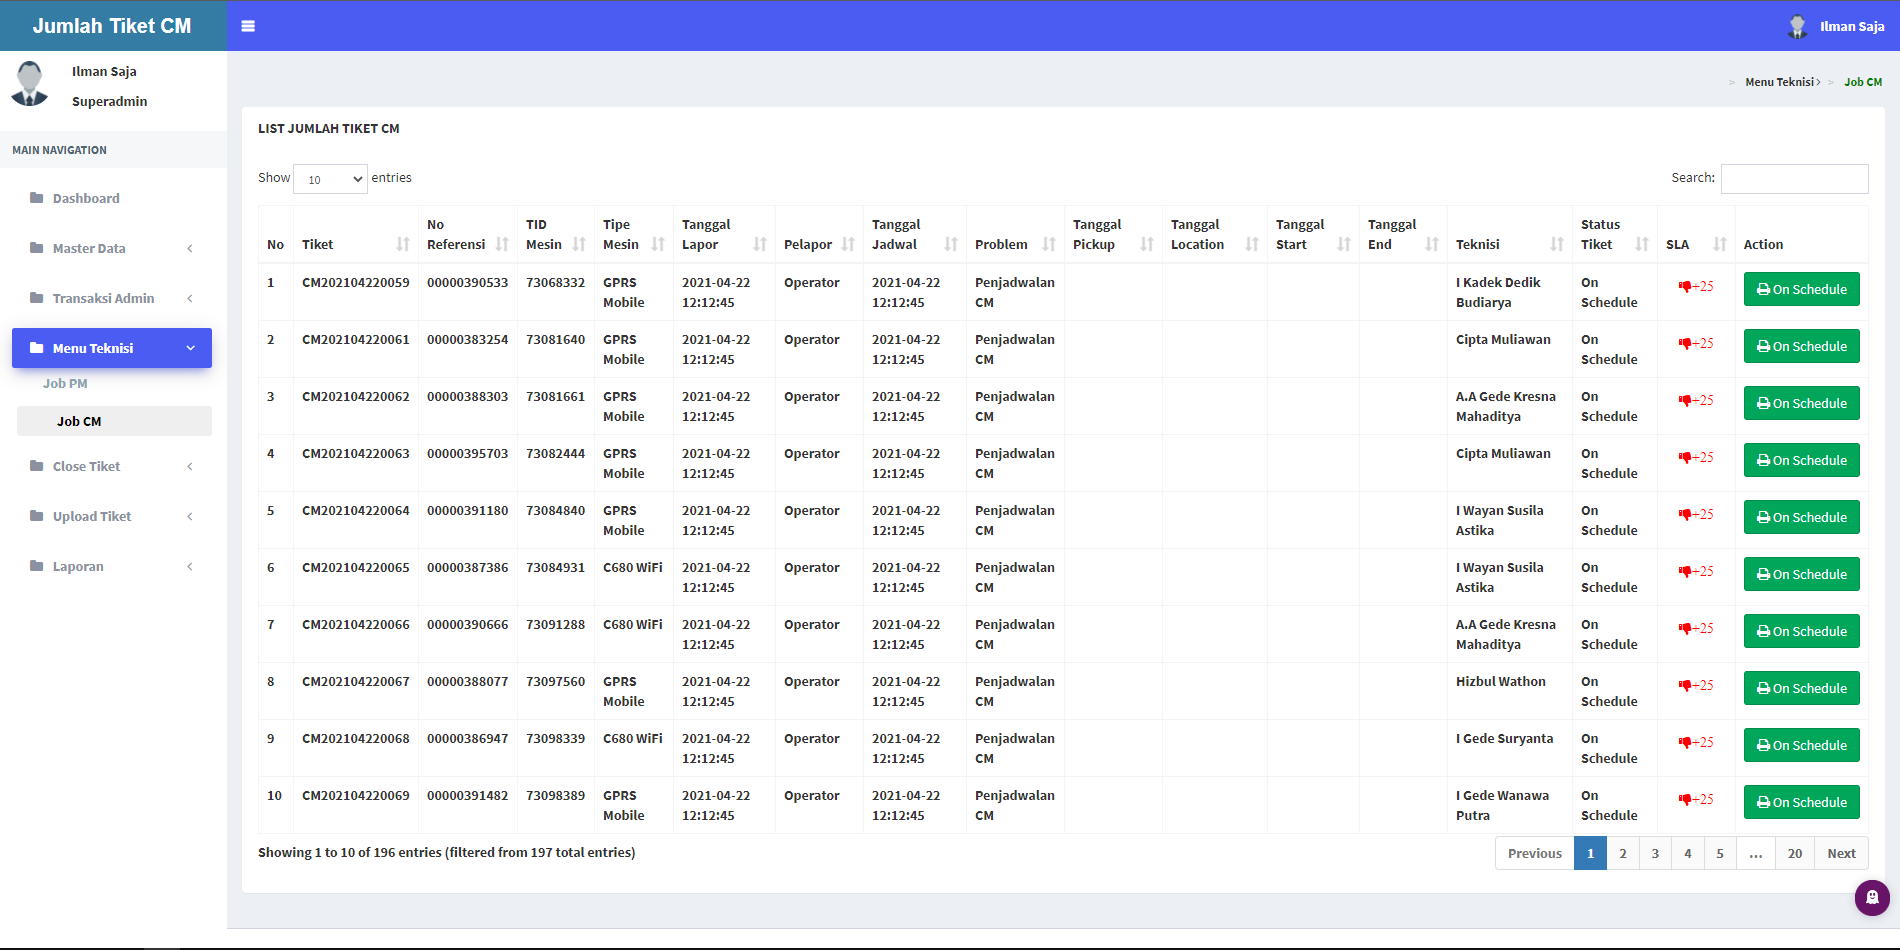 Jumlah Tiket CM
Ilman Saja
Ilman Saja
Superadmin
Menu Teknisi > Job CM
MAIN NAVIGATION
Dashboard
Master Data
Transaksi Admin
Menu Teknisi
Job PM
Job CM
Close Tiket
Upload Tiket
Laporan
LIST JUMLAH TIKET CM
Show 10 entries
Search:
No Tiket No Referensi TID Mesin Tipe Mesin Tanggal Lapor Pelapor Tanggal Jadwal Problem Tanggal Pickup Tanggal Location Tanggal Start Tanggal End Teknisi Status Tiket SLA Action
1 CM202104220059 00000390533 73068332 GPRS Mobile 2021-04-22 12:12:45 Operator 2021-04-22 12:12:45 Penjadwalan CM I Kadek Dedik Budiarya On Schedule +25 On Schedule
2 CM202104220061 00000383254 73081640 GPRS Mobile 2021-04-22 12:12:45 Operator 2021-04-22 12:12:45 Penjadwalan CM Cipta Muliawan On Schedule +25 On Schedule
3 CM202104220062 00000388303 73081661 GPRS Mobile 2021-04-22 12:12:45 Operator 2021-04-22 12:12:45 Penjadwalan CM A.A Gede Kresna Mahaditya On Schedule +25 On Schedule
4 CM202104220063 00000395703 73082444 GPRS Mobile 2021-04-22 12:12:45 Operator 2021-04-22 12:12:45 Penjadwalan CM Cipta Muliawan On Schedule +25 On Schedule
5 CM202104220064 00000391180 73084840 GPRS Mobile 2021-04-22 12:12:45 Operator 2021-04-22 12:12:45 Penjadwalan CM I Wayan Susila Astika On Schedule +25 On Schedule
6 CM202104220065 00000387386 73084931 C680 WiFi 2021-04-22 12:12:45 Operator 2021-04-22 12:12:45 Penjadwalan CM I Wayan Susila Astika On Schedule +25 On Schedule
7 CM202104220066 00000390666 73091288 C680 WiFi 2021-04-22 12:12:45 Operator 2021-04-22 12:12:45 Penjadwalan CM A.A Gede Kresna Mahaditya On Schedule +25 On Schedule
8 CM202104220067 00000388077 73097560 GPRS Mobile 2021-04-22 12:12:45 Operator 2021-04-22 12:12:45 Penjadwalan CM Hizbul Wathon On Schedule +25 On Schedule
9 CM202104220068 00000386947 73098339 C680 WiFi 2021-04-22 12:12:45 Operator 2021-04-22 12:12:45 Penjadwalan CM I Gede Suryanta On Schedule +25 On Schedule
10 CM202104220069 00000391482 73098389 GPRS Mobile 2021-04-22 12:12:45 Operator 2021-04-22 12:12:45 Penjadwalan CM I Gede Wanawa Putra On Schedule +25 On Schedule
Showing 1 to 10 of 196 entries (filtered from 197 total entries)
Previous 1 2 3 4 5 ... 20 Next